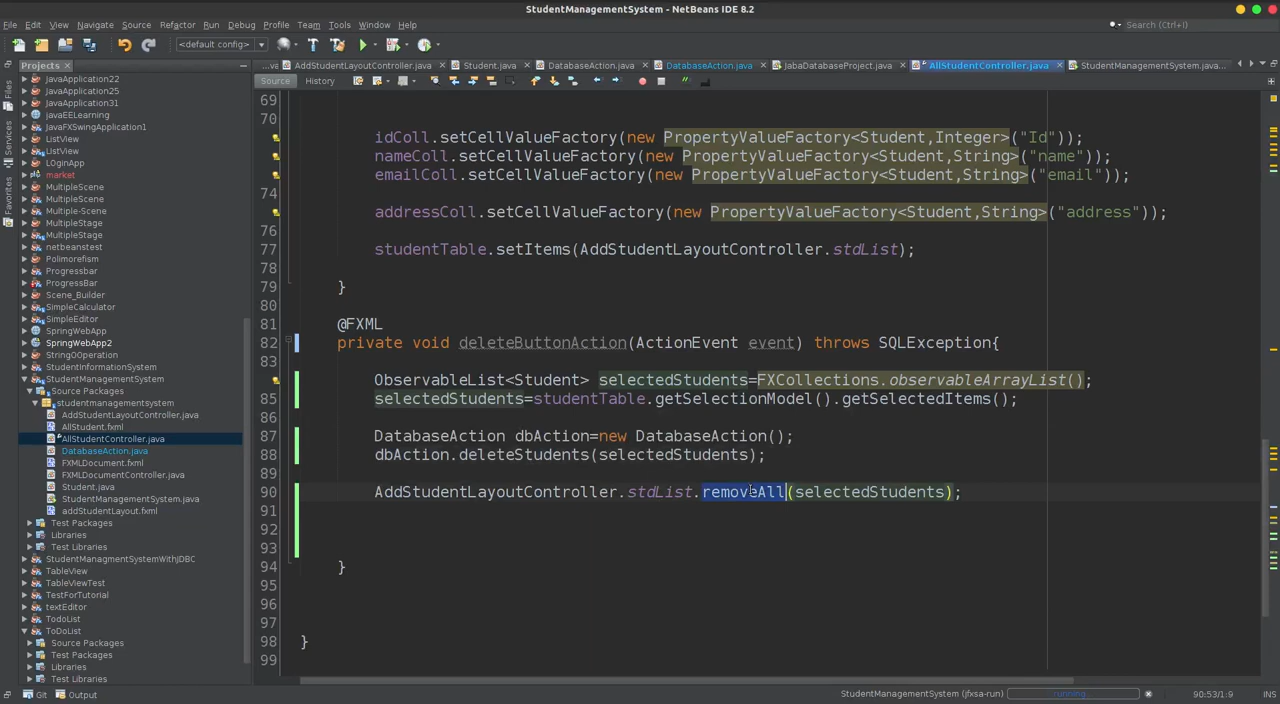 StudentManagementSystem - NetBeans IDE 8.2
File Edit View Navigate Source Refactor Run Debug Profile Team Tools Window Help
Search (Ctrl+I)
<default config>
Projects
...va AddStudentLayoutController.java Student.java DatabaseAction.java DatabaseAction.java JabaDatabaseProject.java AllStudentController.java StudentManagementSystem.java...
Source History
Files
Services
Favorites
JavaApplication22
JavaApplication25
JavaApplication31
javaEELearning
JavaFXSwingApplication1
ListView
ListView
LOginApp
market
MultipleScene
MultipleScene
Multiple-Scene
MultipleStage
MultipleStage
netbeanstest
Polimorefism
Progressbar
ProgressBar
Scene_Builder
SimpleCalculator
SimpleEditor
SpringWebApp
SpringWebApp2
StringOOperation
StudentInformationSystem
StudentManagementSystem
Source Packages
studentmanagementsystem
AddStudentLayoutController.java
AllStudent.fxml
AllStudentController.java
DatabaseAction.java
FXMLDocument.fxml
FXMLDocumentController.java
Student.java
StudentManagementSystem.java
addStudentLayout.fxml
Test Packages
Libraries
Test Libraries
StudentManagmentSystemWithJDBC
TableView
TableViewTest
TestForTutorial
textEditor
TodoList
ToDoList
Source Packages
Test Packages
Libraries
Test Libraries
69
70
idColl.setCellValueFactory(new PropertyValueFactory<Student,Integer>("Id"));
nameColl.setCellValueFactory(new PropertyValueFactory<Student,String>("name"));
emailColl.setCellValueFactory(new PropertyValueFactory<Student,String>("email"));
74
addressColl.setCellValueFactory(new PropertyValueFactory<Student,String>("address"));
76
77 studentTable.setItems(AddStudentLayoutController.stdList);
78
79 }
80
81 @FXML
82 private void deleteButtonAction(ActionEvent event) throws SQLException{
83
ObservableList<Student> selectedStudents=FXCollections.observableArrayList();
85 selectedStudents=studentTable.getSelectionModel().getSelectedItems();
86
87 DatabaseAction dbAction=new DatabaseAction();
88 dbAction.deleteStudents(selectedStudents);
89
90 AddStudentLayoutController.stdList.removeAll(selectedStudents);
91
92
93
94 }
95
96
97
98 }
99
Git Output
StudentManagementSystem (jfxsa-run) running... 90:53/1:9 INS